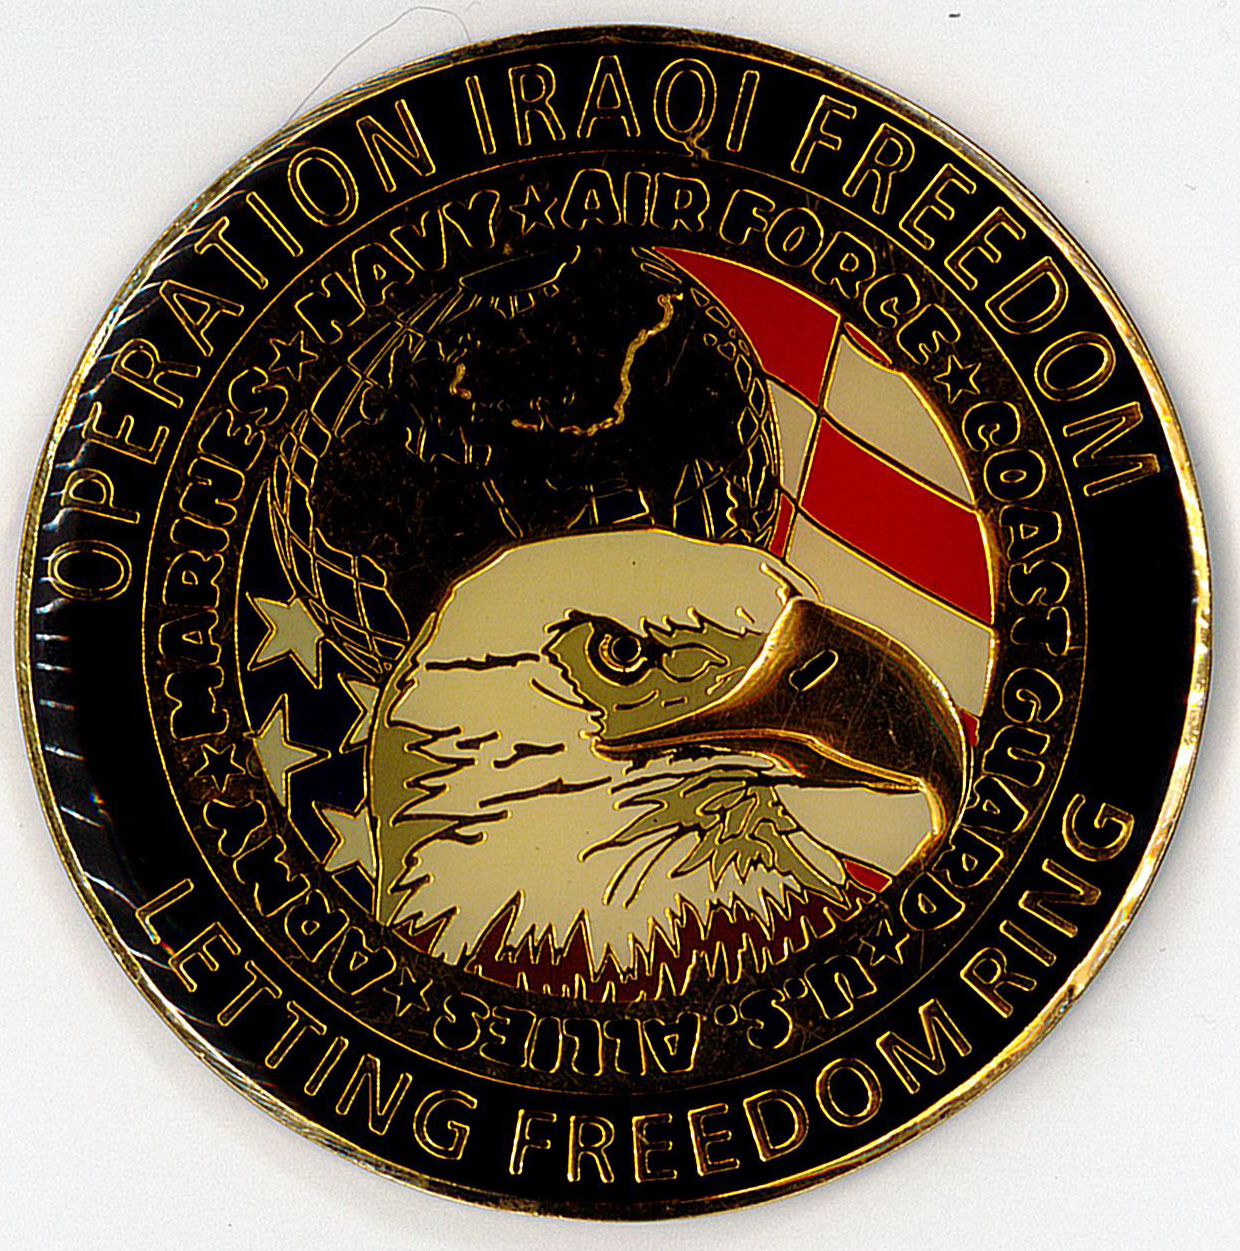 OPERATION IRAQI FREEDOM
LETTING FREEDOM RING
ARMY★MARINES★NAVY★AIR FORCE★COAST GUARD★U.S. ALLIES★